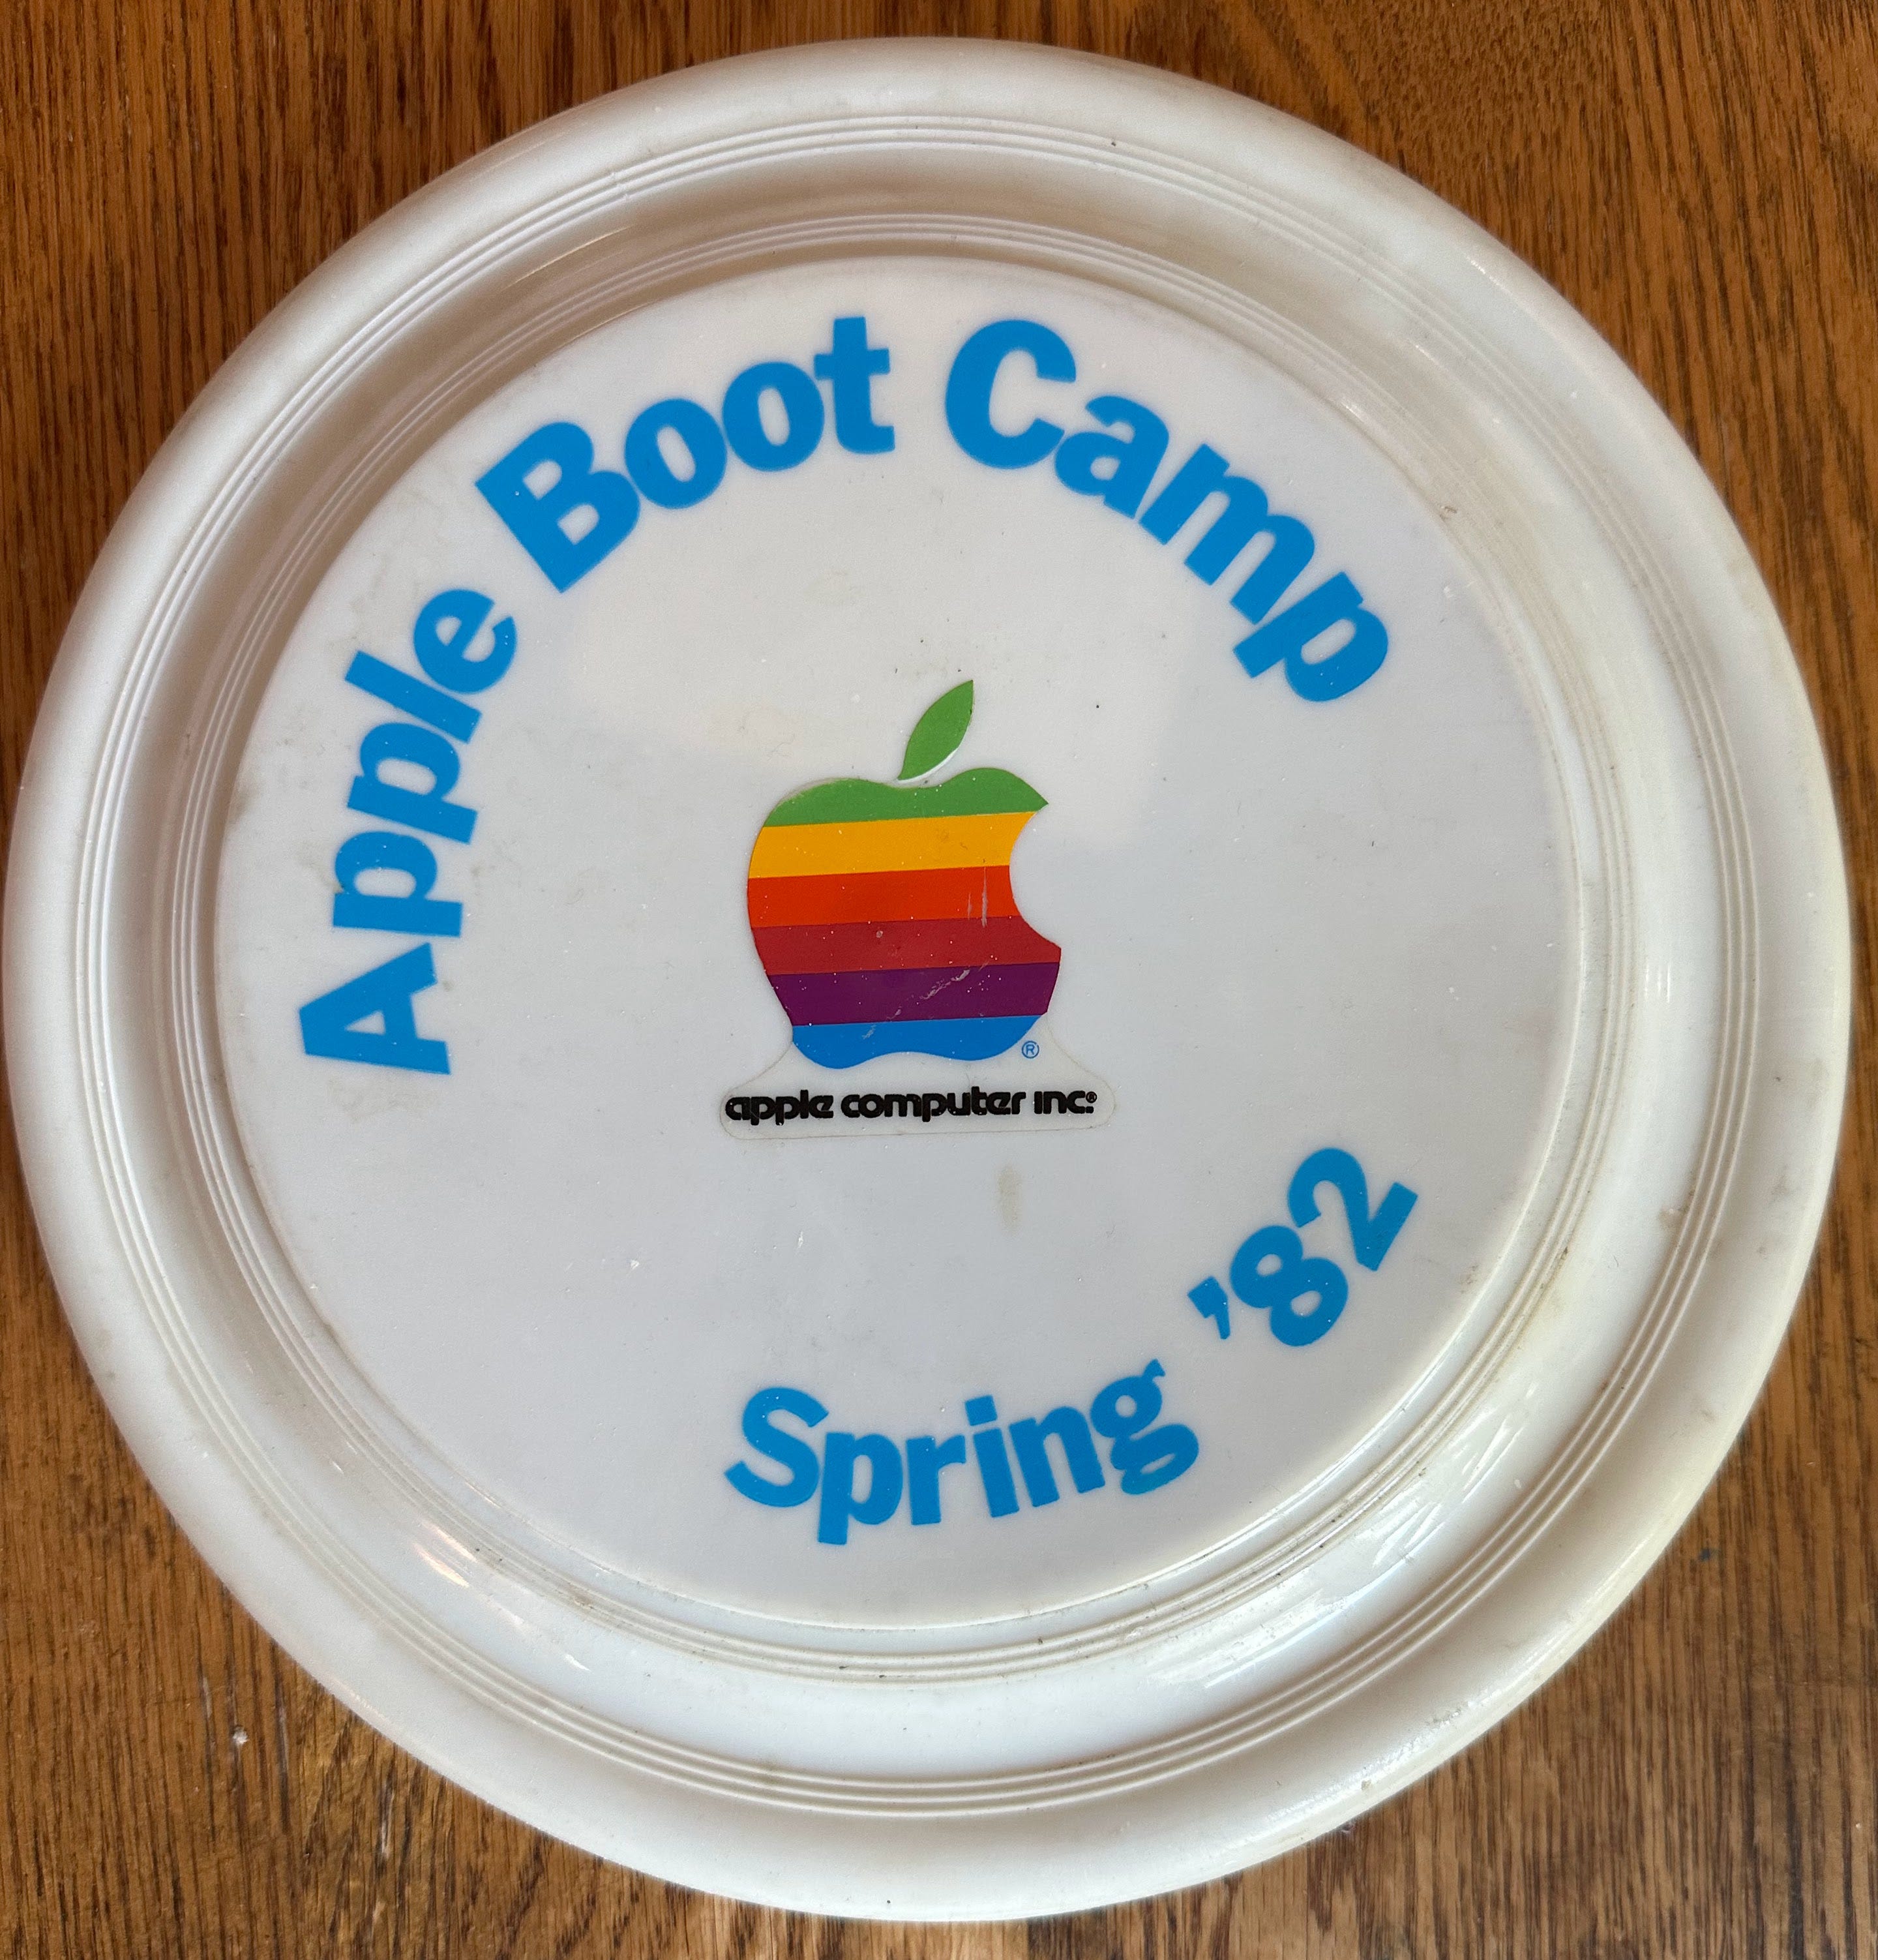 Apple Boot Camp
®
apple computer inc.®
Spring '82